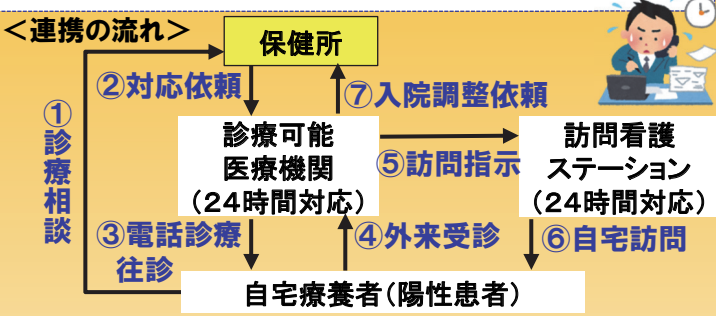 <連携の流れ>
保健所
②対応依頼
⑦入院調整依頼
①診療相談
診療可能
医療機関
(24時間対応)
⑤訪問指示
訪問看護
ステーション
(24時間対応)
③電話診療
往診
④外来受診
⑥自宅訪問
自宅療養者(陽性患者)